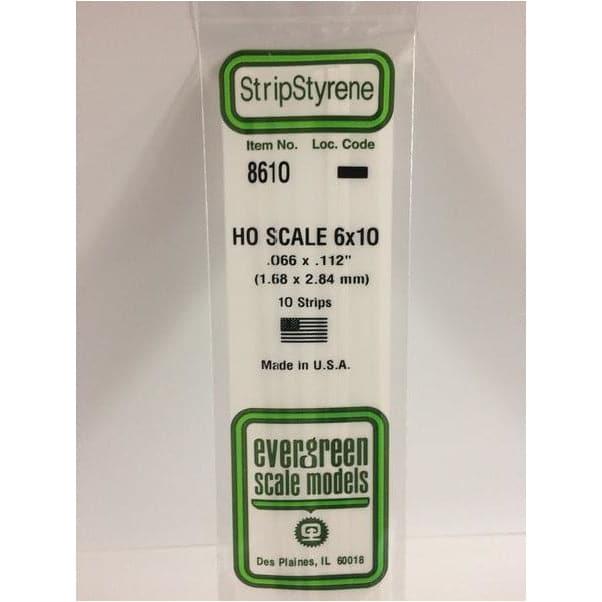 StripStyrene
Item No. Loc. Code
8610
HO SCALE 6x10
.066 x .112"
(1.68 x 2.84 mm)
10 Strips
Made in U.S.A.
evergreen
scale models
Des Plaines, IL 60018